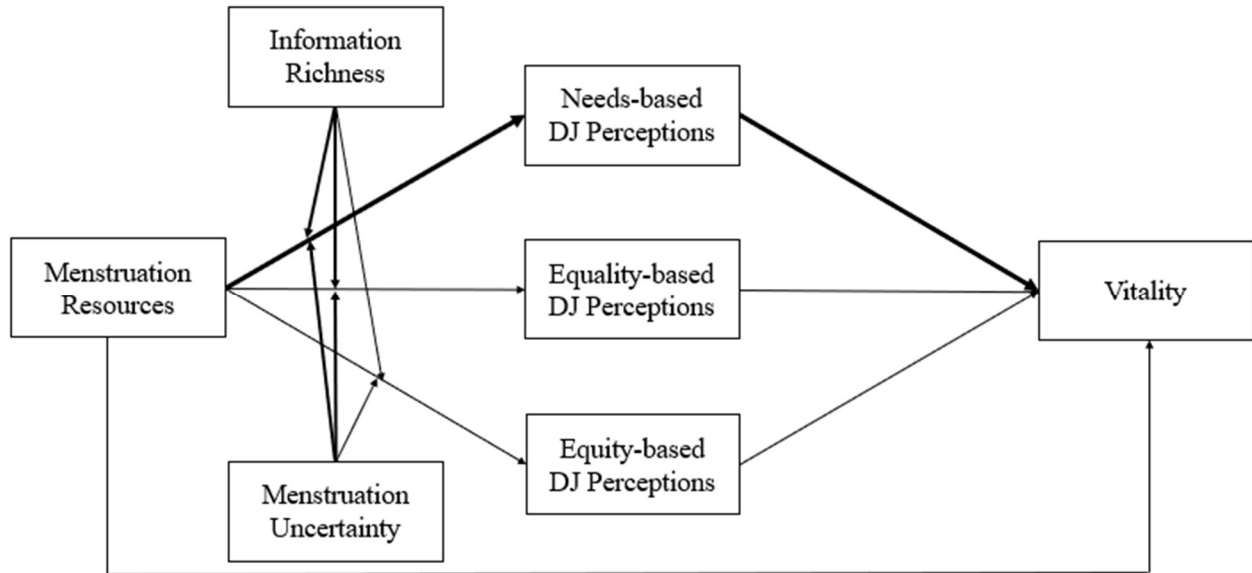 Information
Richness
Needs-based
DJ Perceptions
Menstruation
Resources
Equality-based
DJ Perceptions
Vitality
Equity-based
DJ Perceptions
Menstruation
Uncertainty